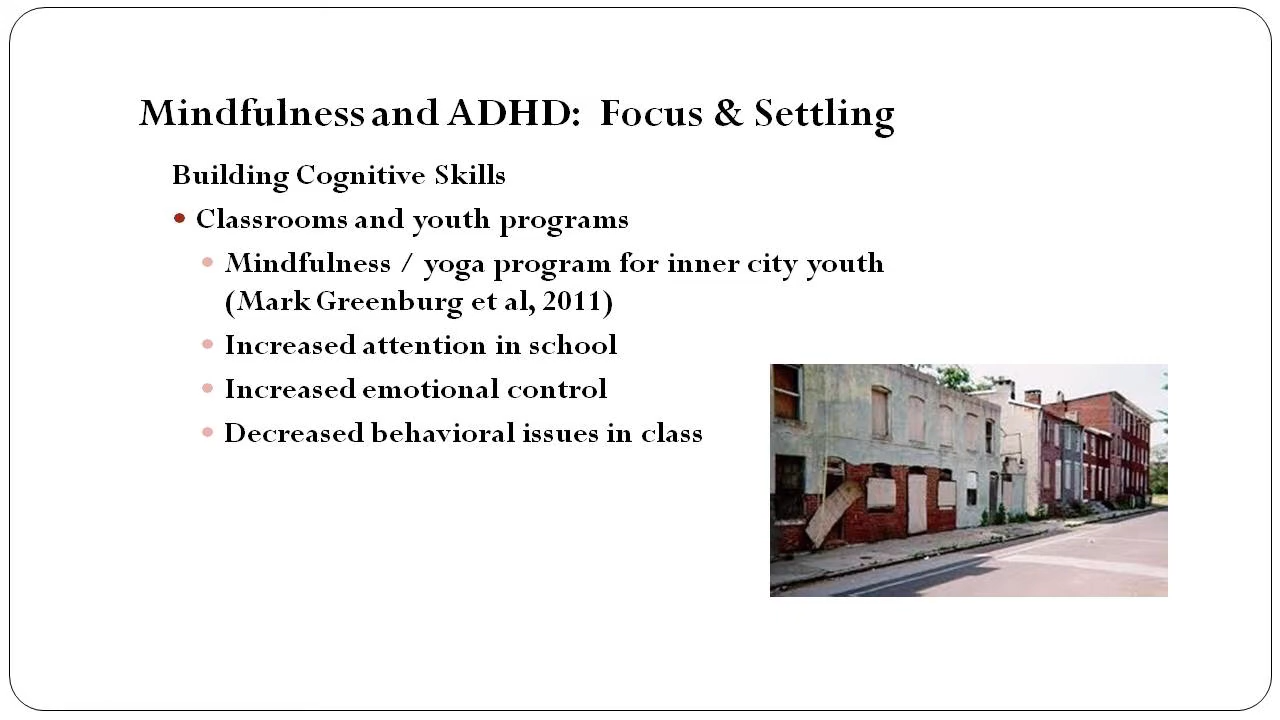 Mindfulness and ADHD: Focus & Settling
Building Cognitive Skills
• Classrooms and youth programs
• Mindfulness / yoga program for inner city youth
(Mark Greenburg et al, 2011)
• Increased attention in school
• Increased emotional control
• Decreased behavioral issues in class